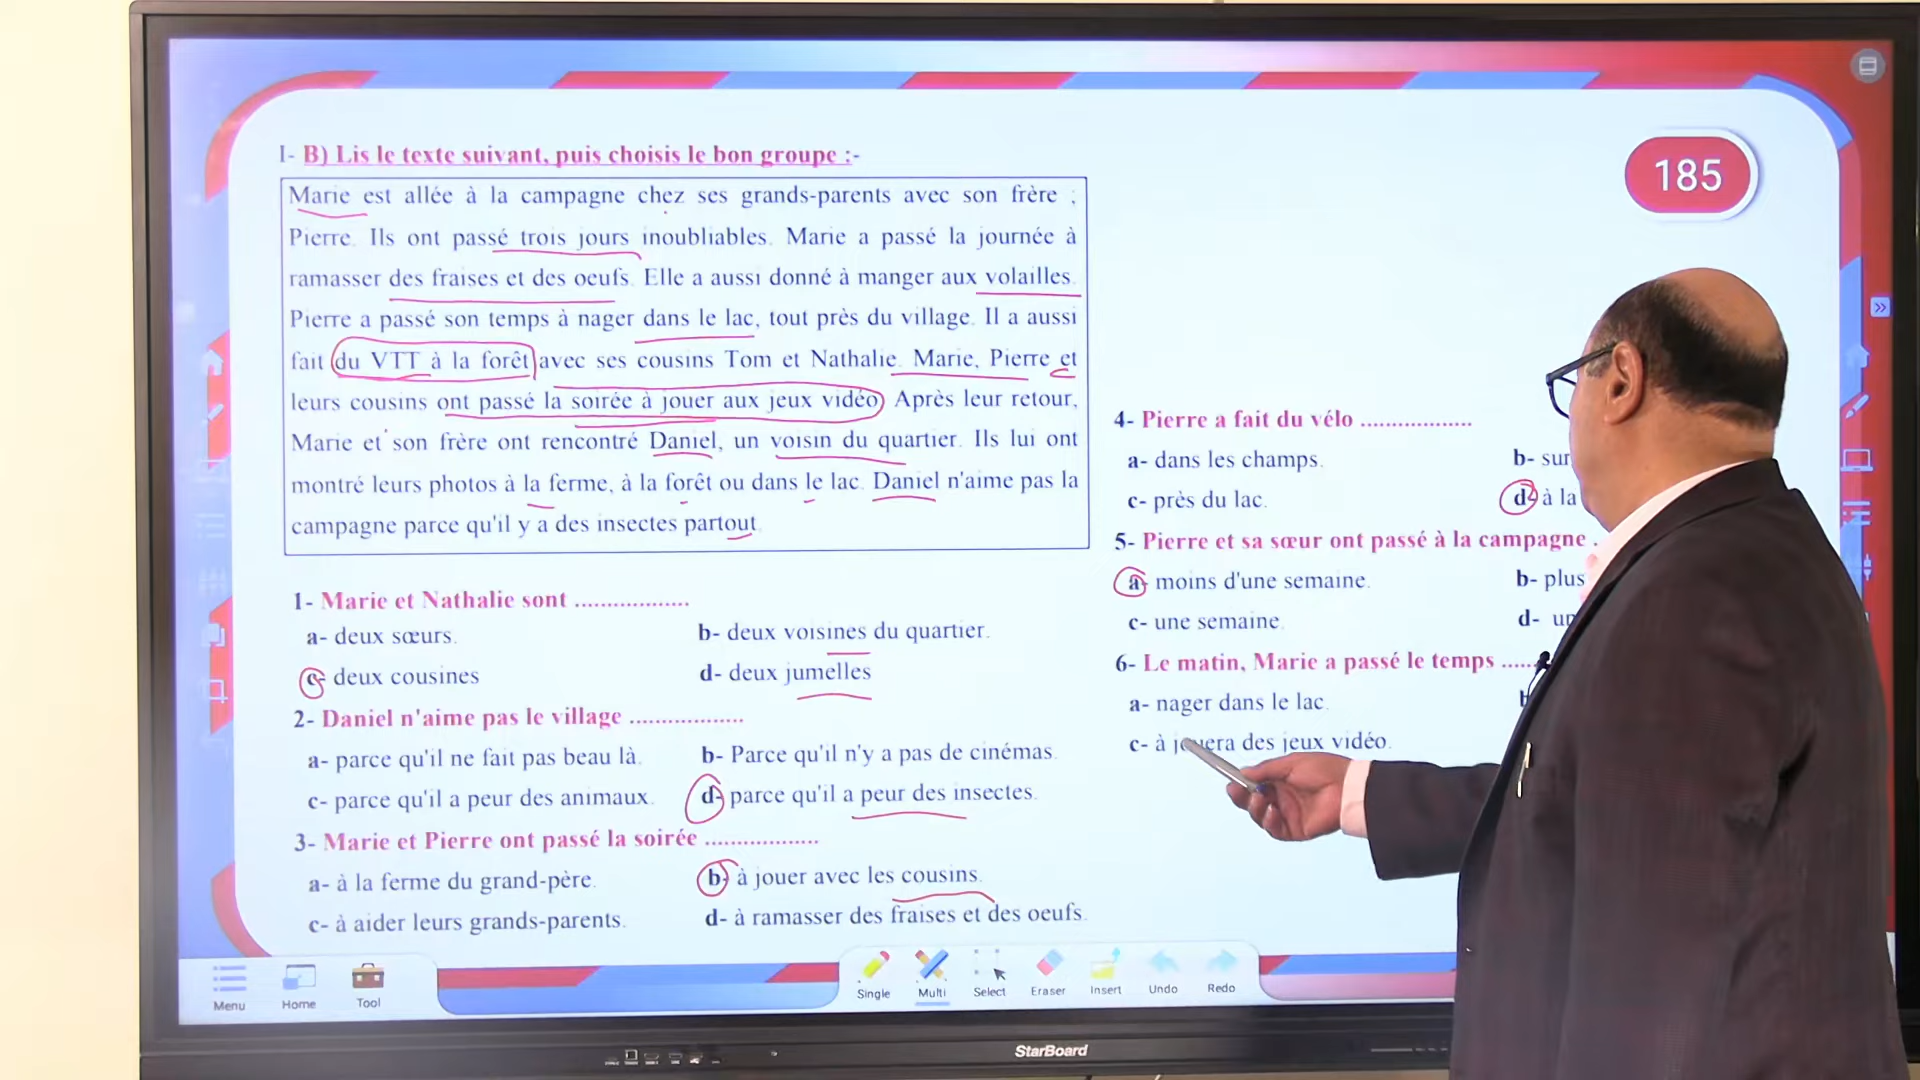 185
I- B) Lis le texte suivant, puis choisis le bon groupe :-
Marie est allée à la campagne chez ses grands-parents avec son frère ;
Pierre. Ils ont passé trois jours inoubliables. Marie a passé la journée à
ramasser des fraises et des oeufs. Elle a aussi donné à manger aux volailles.
Pierre a passé son temps à nager dans le lac, tout près du village. Il a aussi
fait du VTT à la forêt avec ses cousins Tom et Nathalie. Marie, Pierre et
leurs cousins ont passé la soirée à jouer aux jeux vidéo. Après leur retour,
Marie et son frère ont rencontré Daniel, un voisin du quartier. Ils lui ont
montré leurs photos à la ferme, à la forêt ou dans le lac. Daniel n'aime pas la
campagne parce qu'il y a des insectes partout.
1- Marie et Nathalie sont ..................
a- deux sœurs.
b- deux voisines du quartier.
c- deux cousines
d- deux jumelles
2- Daniel n'aime pas le village ..................
a- parce qu'il ne fait pas beau là.
b- Parce qu'il n'y a pas de cinémas.
c- parce qu'il a peur des animaux.
d- parce qu'il a peur des insectes.
3- Marie et Pierre ont passé la soirée ..................
a- à la ferme du grand-père.
b- à jouer avec les cousins.
c- à aider leurs grands-parents.
d- à ramasser des fraises et des oeufs.
4- Pierre a fait du vélo ..................
a- dans les champs.
b- sur
c- près du lac.
d- à la
5- Pierre et sa sœur ont passé à la campagne .
a- moins d'une semaine.
b- plus
c- une semaine.
d-
6- Le matin, Marie a passé le temps ......
a- nager dans le lac.
c- à jouera des jeux vidéo.
Menu
Home
Tool
Single
Multi
Select
Eraser
Insert
Undo
Redo
StarBoard